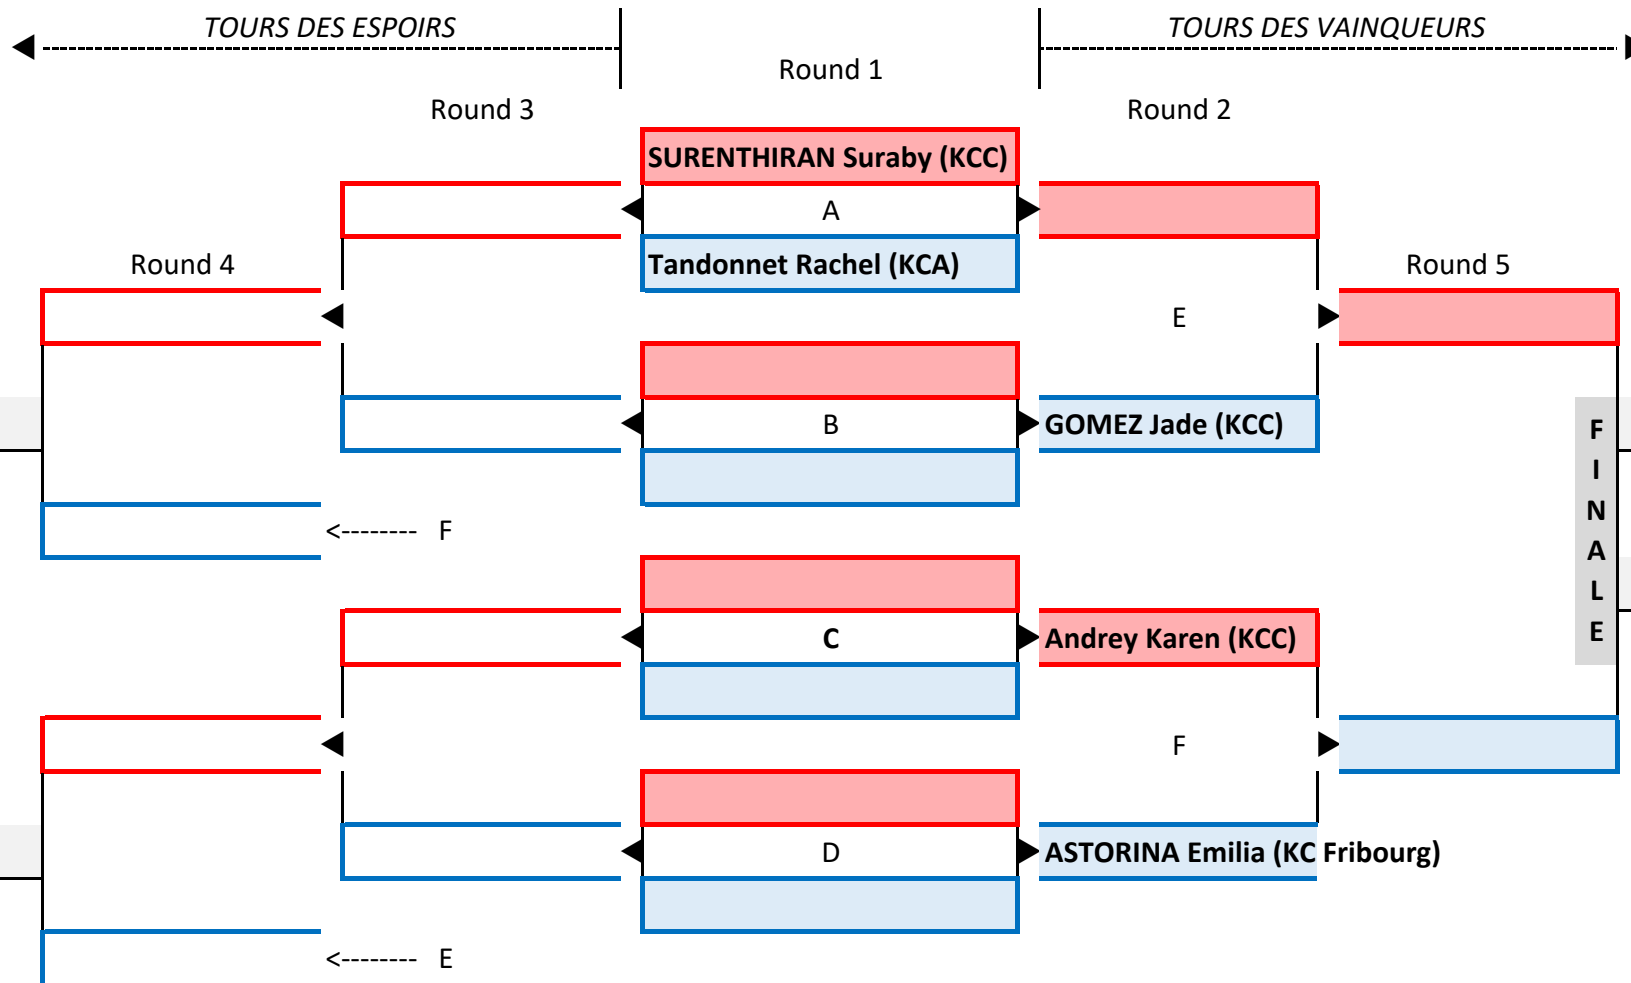 TOURS DES ESPOIRS
TOURS DES VAINQUEURS
Round 1
Round 3
Round 2
SURENTHIRAN Suraby (KCC)
A
Tandonnet Rachel (KCA)
Round 4
Round 5
E
B
GOMEZ Jade (KCC)
FINALE
<-------- F
C
Andrey Karen (KCC)
F
D
ASTORINA Emilia (KC Fribourg)
<-------- E